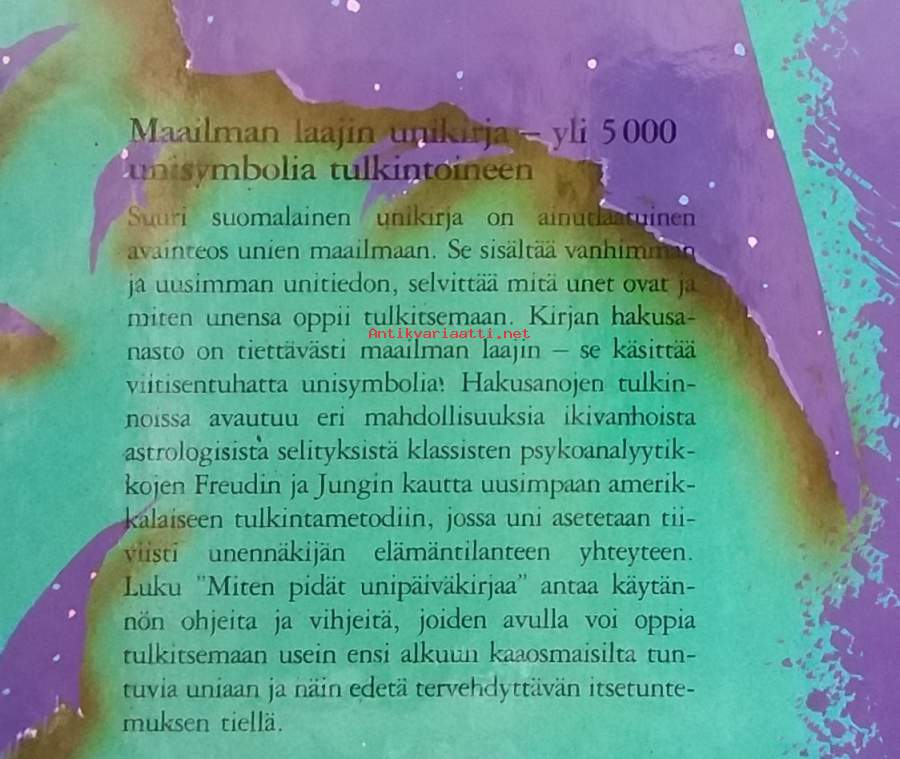 Maailman laajin unikirja – yli 5 000
unisymbolia tulkintoineen
Suuri suomalainen unikirja on ainutlaatuinen
avainteos unien maailmaan. Se sisältää vanhimman
ja uusimman unitiedon, selvittää mitä unet ovat ja
miten unensa oppii tulkitsemaan. Kirjan hakusa-
Antikvariaatti.net
nasto on tiettävästi maailman laajin – se käsittää
viitisentuhatta unisymbolia! Hakusanojen tulkin-
noissa avautuu eri mahdollisuuksia ikivanhoista
astrologisista selityksistä klassisten psykoanalyytik-
kojen Freudin ja Jungin kautta uusimpaan amerik-
kalaiseen tulkintametodiin, jossa uni asetetaan tii-
viisti unennäkijän elämäntilanteen yhteyteen.
Luku ”Miten pidät unipäiväkirjaa” antaa käytän-
nön ohjeita ja vihjeitä, joiden avulla voi oppia
tulkitsemaan usein ensi alkuun kaaosmaisilta tun-
tuvia uniaan ja näin edetä tervehdyttävän itsetunte-
muksen tiellä.